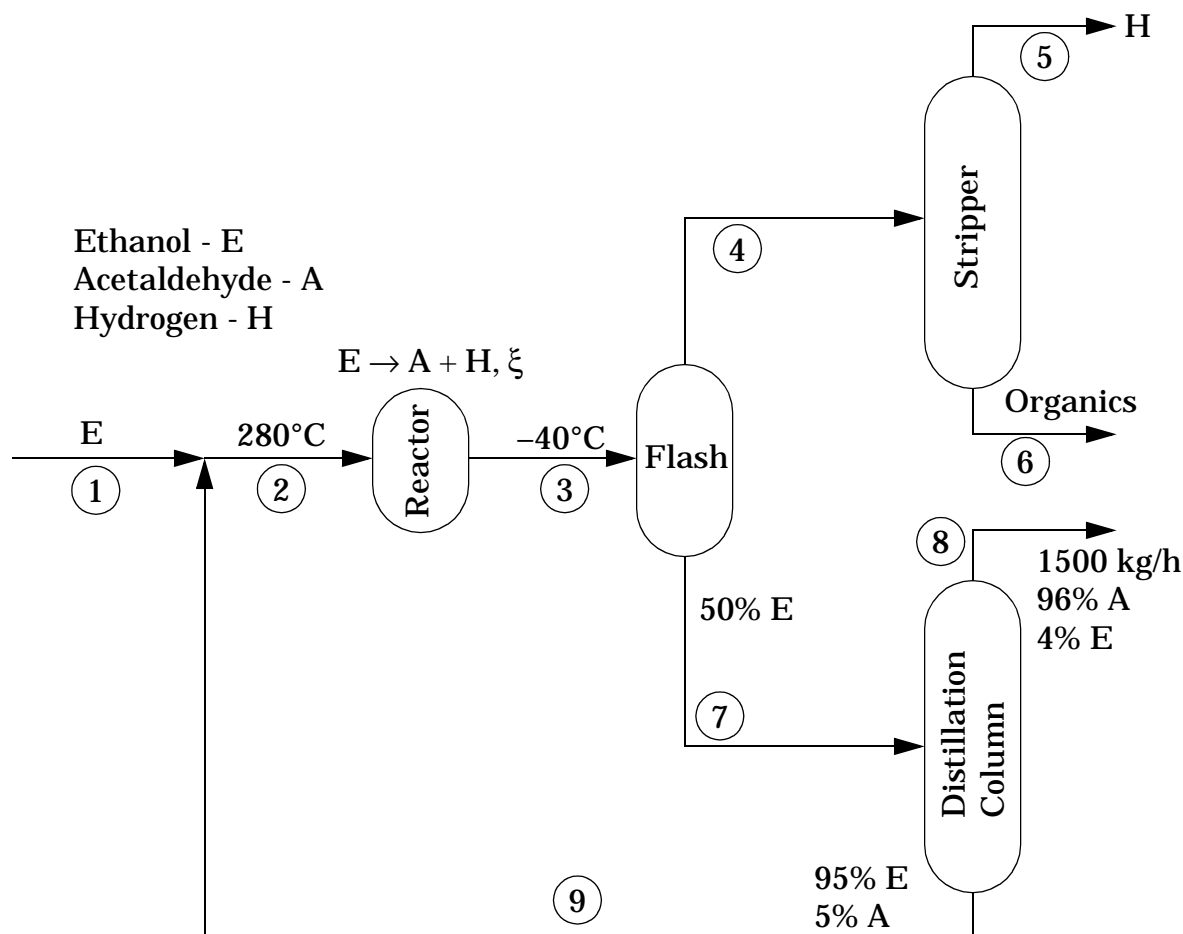 H
5
Stripper
4
Ethanol - E
Acetaldehyde - A
Hydrogen - H
E → A + H, ξ
Organics
E
280°C
Reactor
–40°C
Flash
1
2
3
6
8
1500 kg/h
96% A
4% E
50% E
7
Distillation
Column
95% E
5% A
9